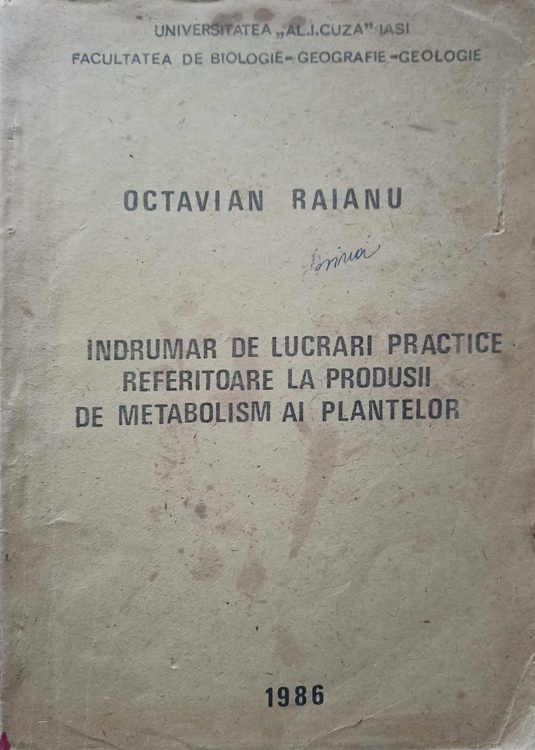 UNIVERSITATEA „AL.I.CUZA" IASI
FACULTATEA DE BIOLOGIE-GEOGRAFIE-GEOLOGIE
OCTAVIAN RAIANU
INDRUMAR DE LUCRARI PRACTICE
REFERITOARE LA PRODUSII
DE METABOLISM AI PLANTELOR
1986